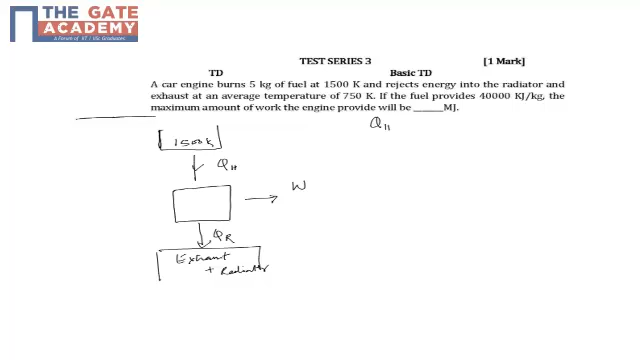 THE GATE ACADEMY
A Forum of IIT / IISc Graduates
TEST SERIES 3 [1 Mark]
TD Basic TD
A car engine burns 5 kg of fuel at 1500 K and rejects energy into the radiator and
exhaust at an average temperature of 750 K. If the fuel provides 40000 KJ/kg, the
maximum amount of work the engine provide will be ______MJ.
Q_H
1500 K
Q_H
W
Q_R
Exhaust
+ Radiator